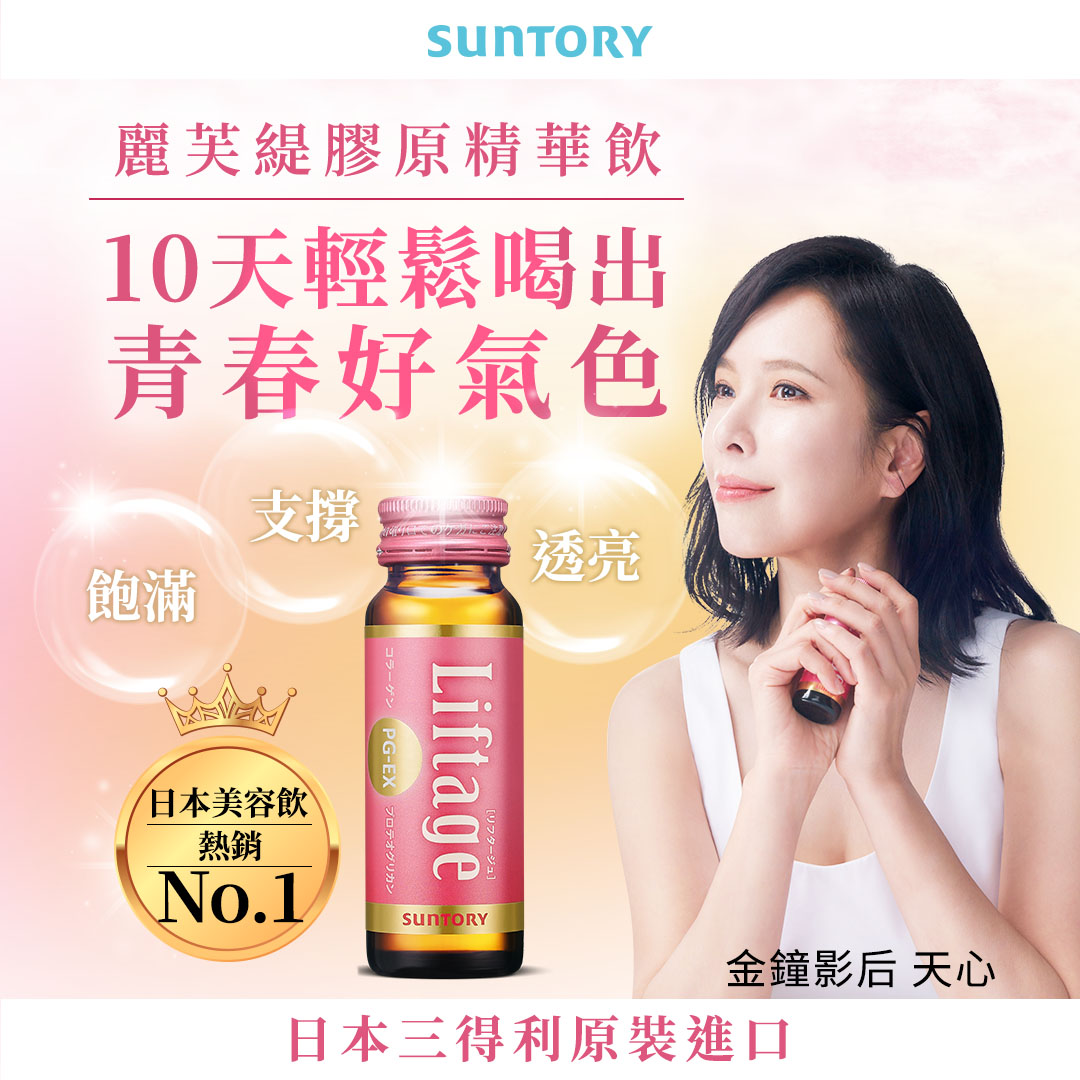 SUNTORY
麗芙緹膠原精華飲
10天輕鬆喝出
青春好氣色
支撐
透亮
飽滿
日本美容飲
熱銷
No.1
Liftage
[リフタージュ]
コラーゲン
PG-EX
プロテオグリカン
SUNTORY
金鐘影后 天心
日本三得利原裝進口